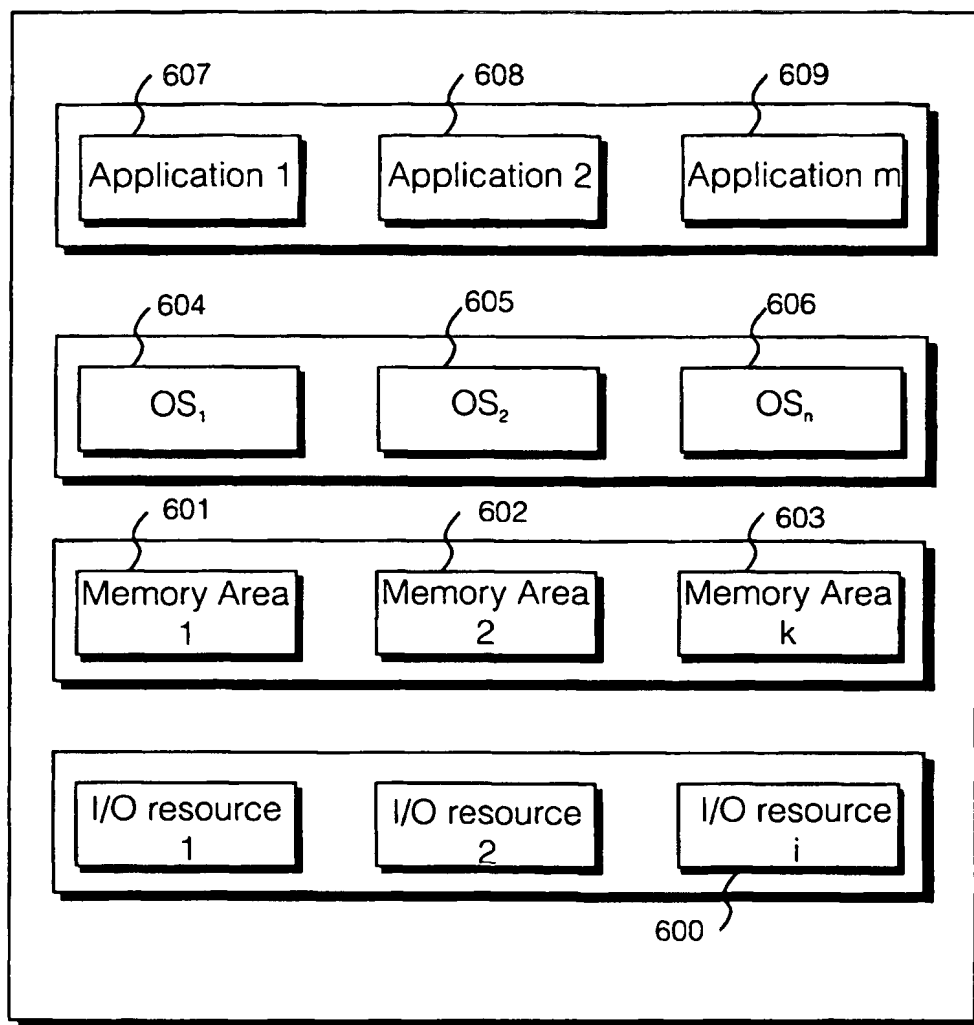 607
608
609
Application 1
Application 2
Application m
604
605
606
OS₁
OS₂
OSₙ
601
602
603
Memory Area
1
Memory Area
2
Memory Area
k
I/O resource
1
I/O resource
2
I/O resource
i
600